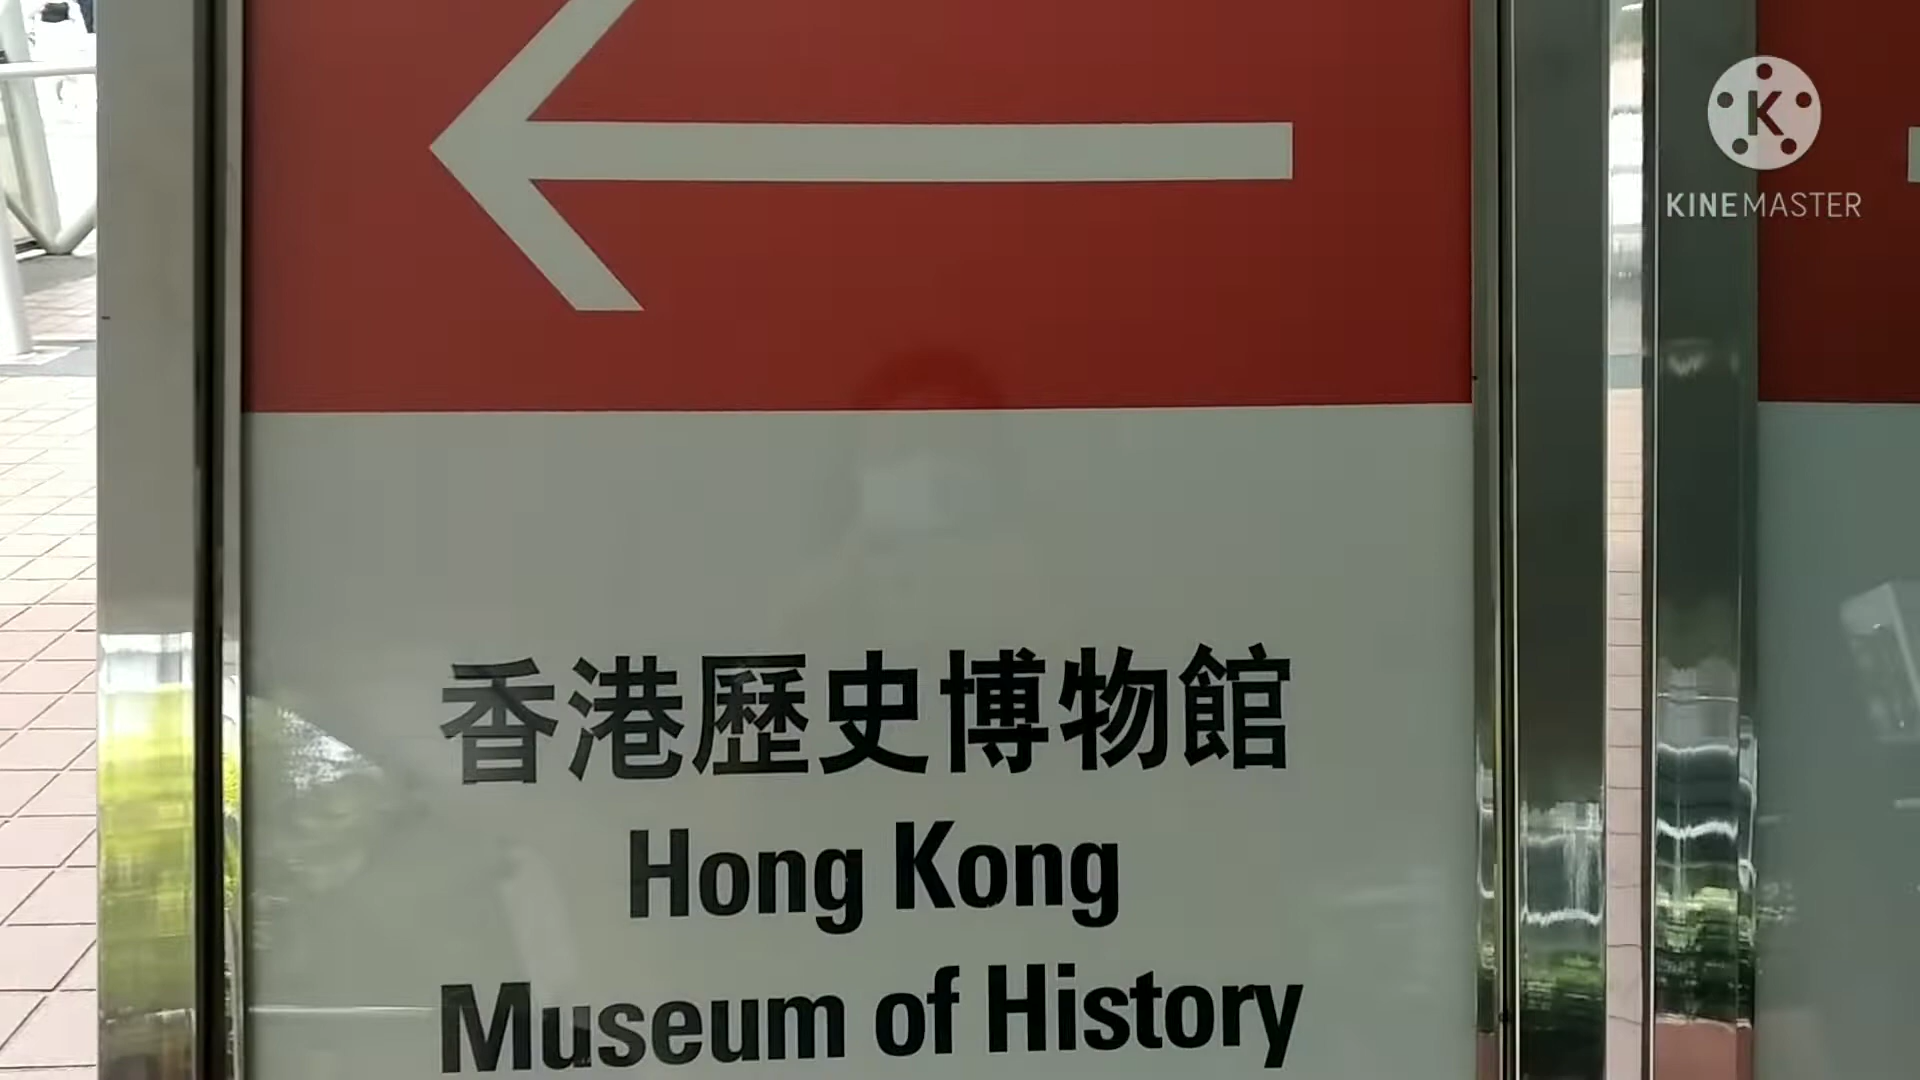 K
KINEMASTER
香港歷史博物館
Hong Kong
Museum of History